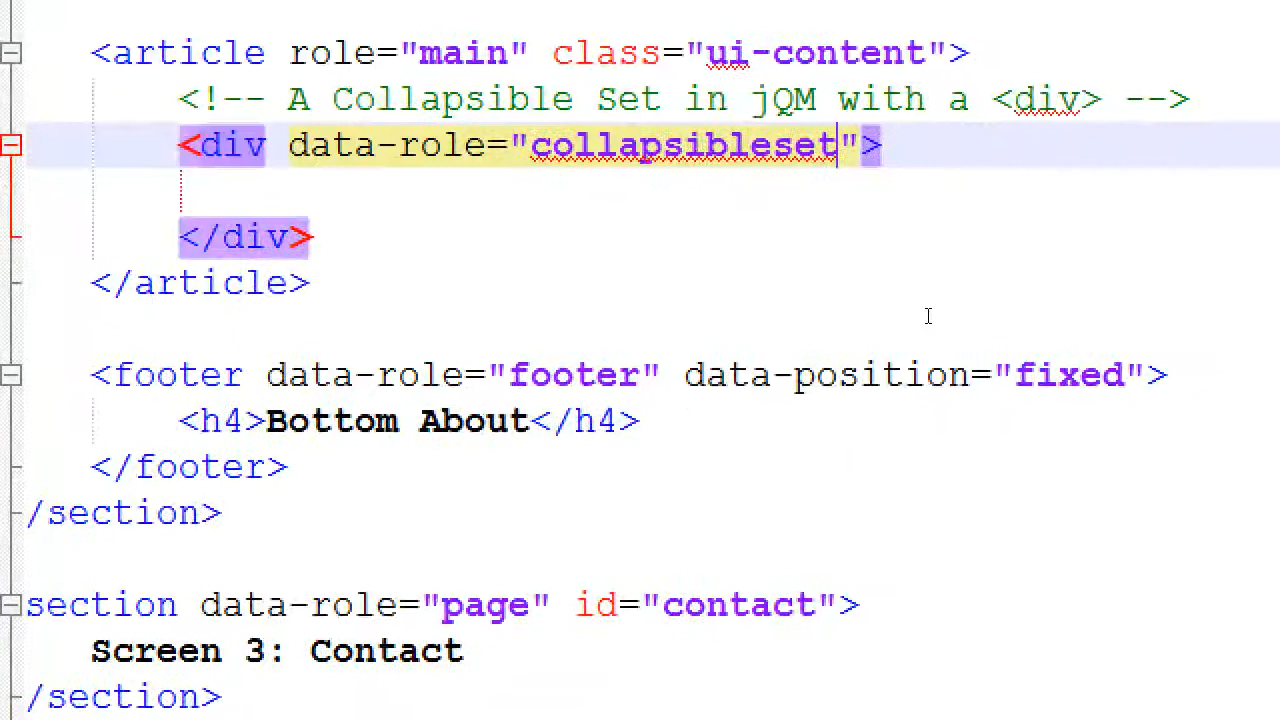 <article role="main" class="ui-content">
<!-- A Collapsible Set in jQM with a <div> -->
<div data-role="collapsibleset">
</div>
</article>
<footer data-role="footer" data-position="fixed">
<h4>Bottom About</h4>
</footer>
/section>
section data-role="page" id="contact">
Screen 3: Contact
/section>